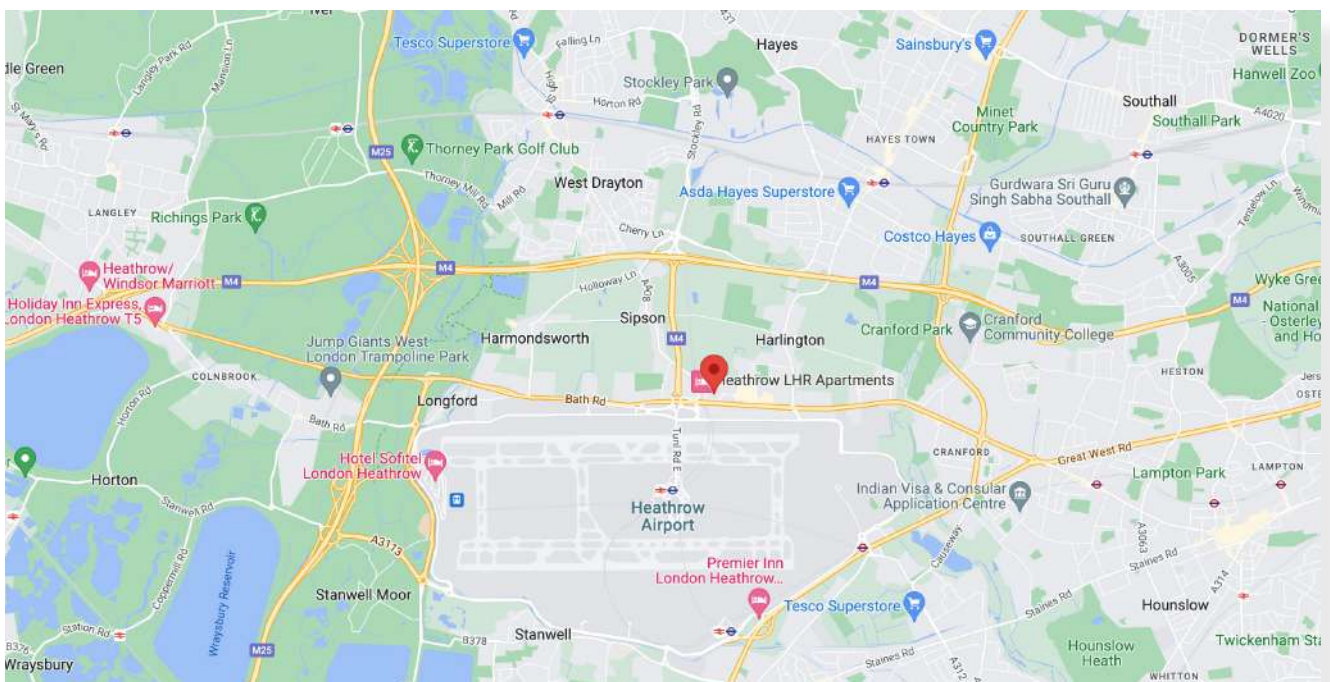 Iver
Langley Park Rd
Mansion Ln
Tesco Superstore
Falling Ln
Hayes
Sainsbury's
DORMER'S
WELLS
Hanwell Zoo
dle Green
St Mary's Rd
High St
Stockley Park
Horton Rd
Stockley Rd
Minet
Country Park
Southall
Southall Park
A4020
M25
Thorney Park Golf Club
HAYES TOWN
Thorney Mill Rd
Mill Rd
West Drayton
Asda Hayes Superstore
Gurdwara Sri Guru
Singh Sabha Southall
Tentelow Ln
LANGLEY
Richings Park
Cherry Ln
Costco Hayes
SOUTHALL GREEN
A3005
Heathrow/
Windsor Marriott
M4
M4
Holloway Ln
A408
M4
M4
Wyke Gree
Holiday Inn Express,
London Heathrow T5
Sipson
Cranford Park
Cranford
Community College
National
- Osterley
and Ho
Jump Giants West
London Trampoline Park
Harmondsworth
M4
Harlington
COLNBROOK
Heathrow LHR Apartments
HESTON
Jers
OSTE
Horton Rd
Longford
Bath Rd
Bath Rd
Tunl Rd E
Great West Rd
Hotel Sofitel
London Heathrow
CRANFORD
Lampton Park
LAMPTON
Horton
Stanwell Rd
Heathrow
Airport
Indian Visa & Consular
Application Centre
A3113
Coppermill Rd
Wraysbury Reservoir
Premier Inn
London Heathrow...
Causeway
A3063
Staines Rd
A314
Stanwell Moor
Tesco Superstore
Staines Rd
Hounslow
Station Rd
B376
Wraysbury
M25
B378
Stanwell
Staines Rd
A312
Hounslow
Heath
Twickenham Sta
WHITTON